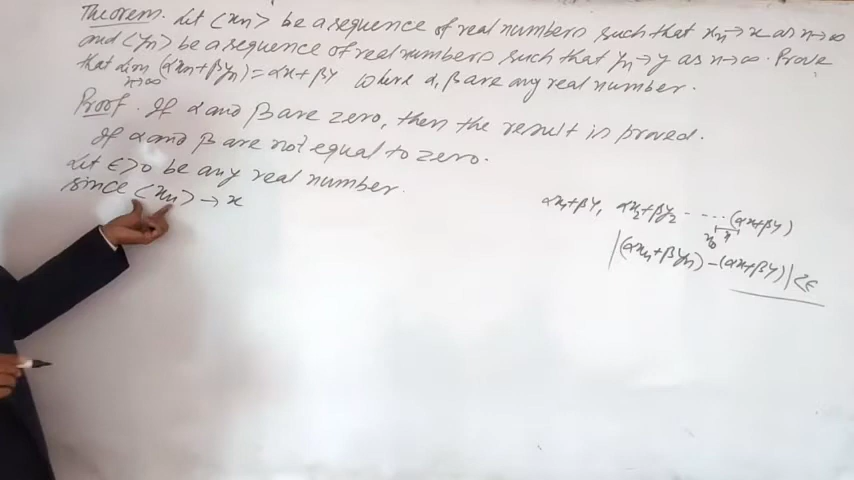 Theorem. Let <xn> be a sequence of real numbers such that xn→x as n→∞
and <yn> be a sequence of real numbers such that yn→y as n→∞. Prove
that lim n→∞ (αxn+βyn) = αx+βy where α, β are any real number.
Proof. If α and β are zero, then the result is proved.
If α and β are not equal to zero.
Let ε>0 be any real number.
since <xn> → x
αx1+βy, αx2+βy2 ----- (αx+βy)
|(αxn+βyn)-(αx+βy)|<ε